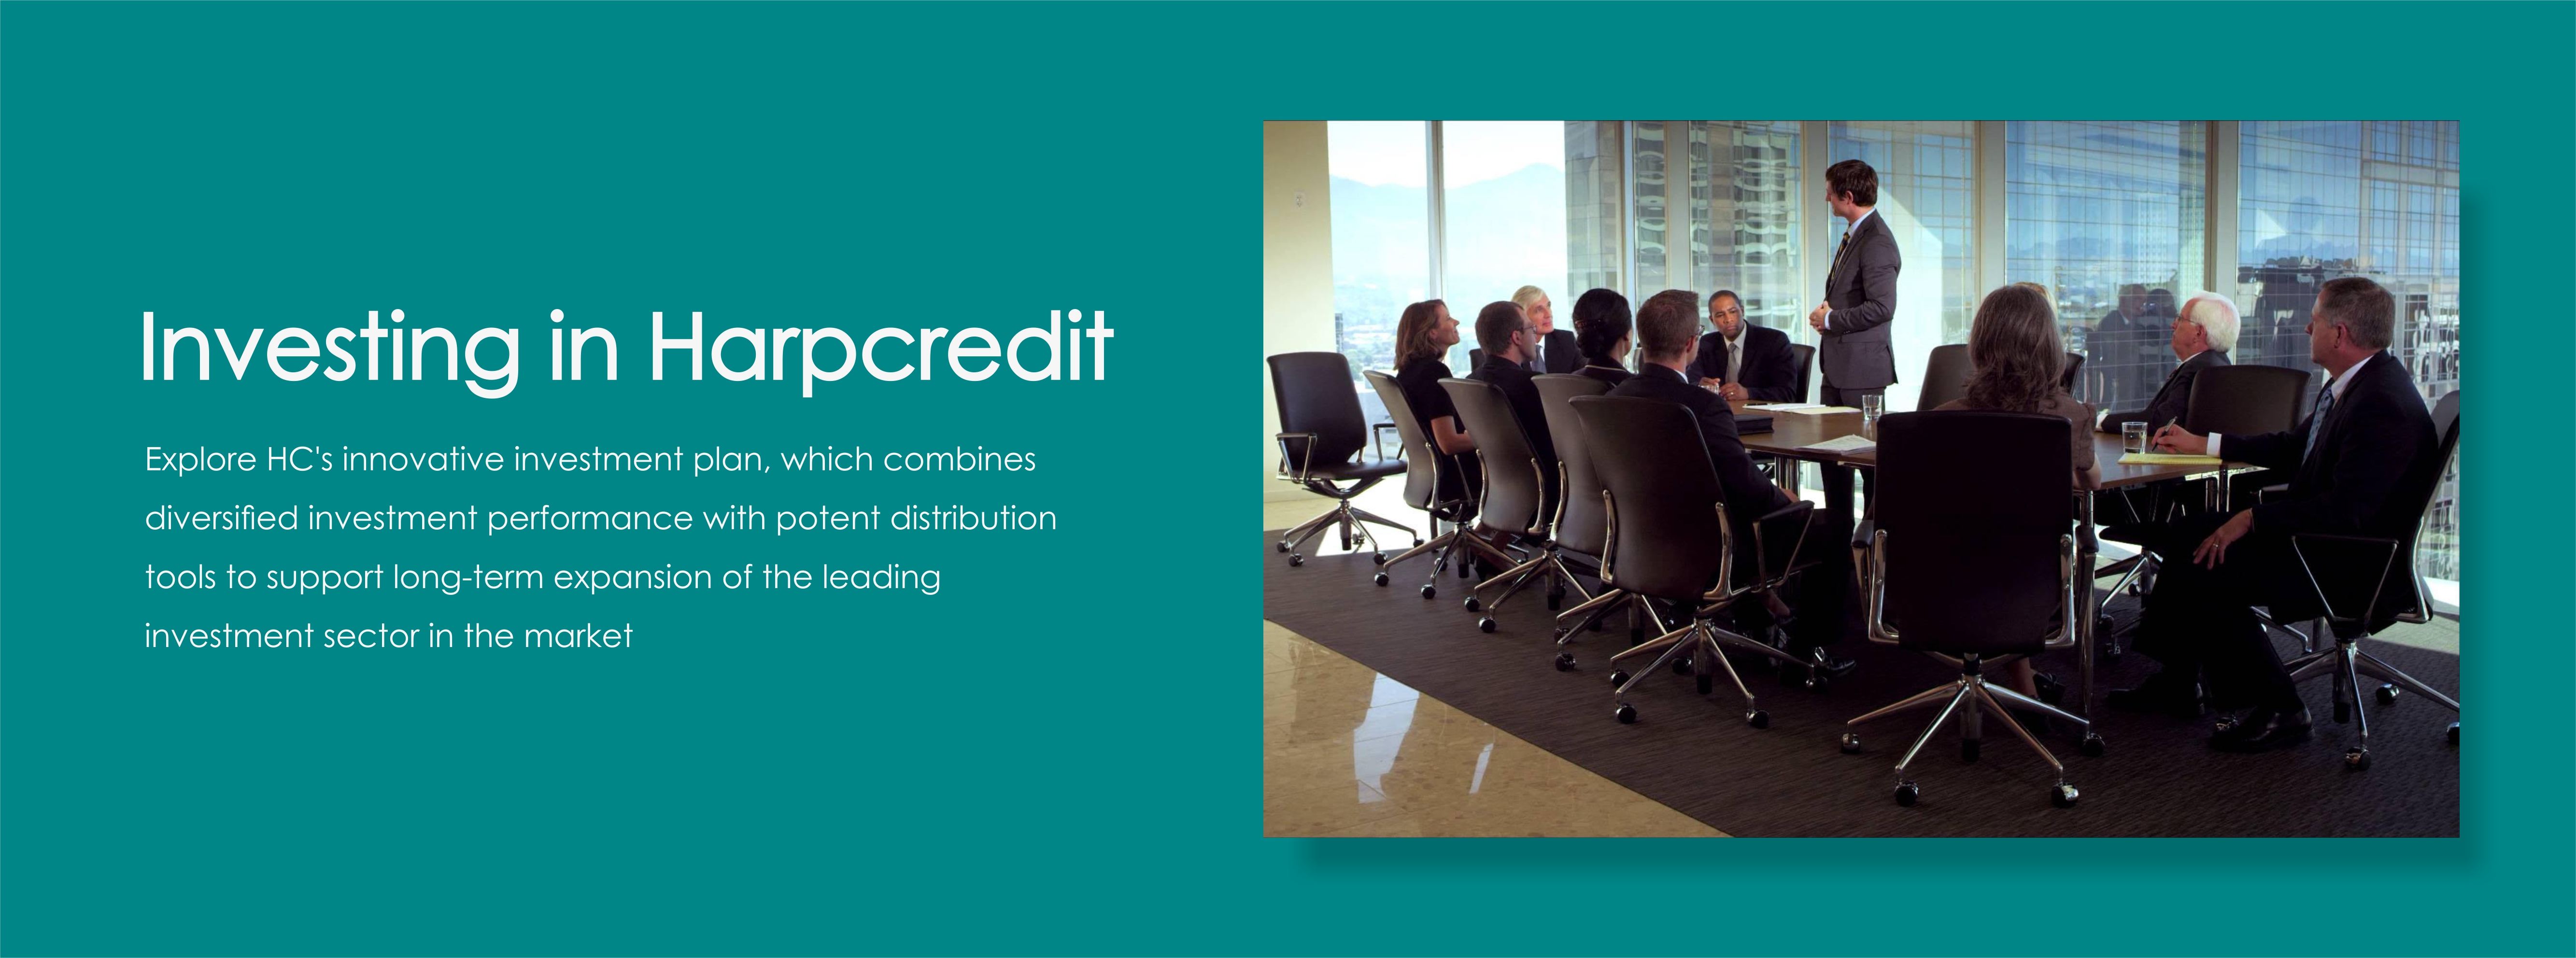 Investing in Harpcredit
Explore HC's innovative investment plan, which combines
diversified investment performance with potent distribution
tools to support long-term expansion of the leading
investment sector in the market